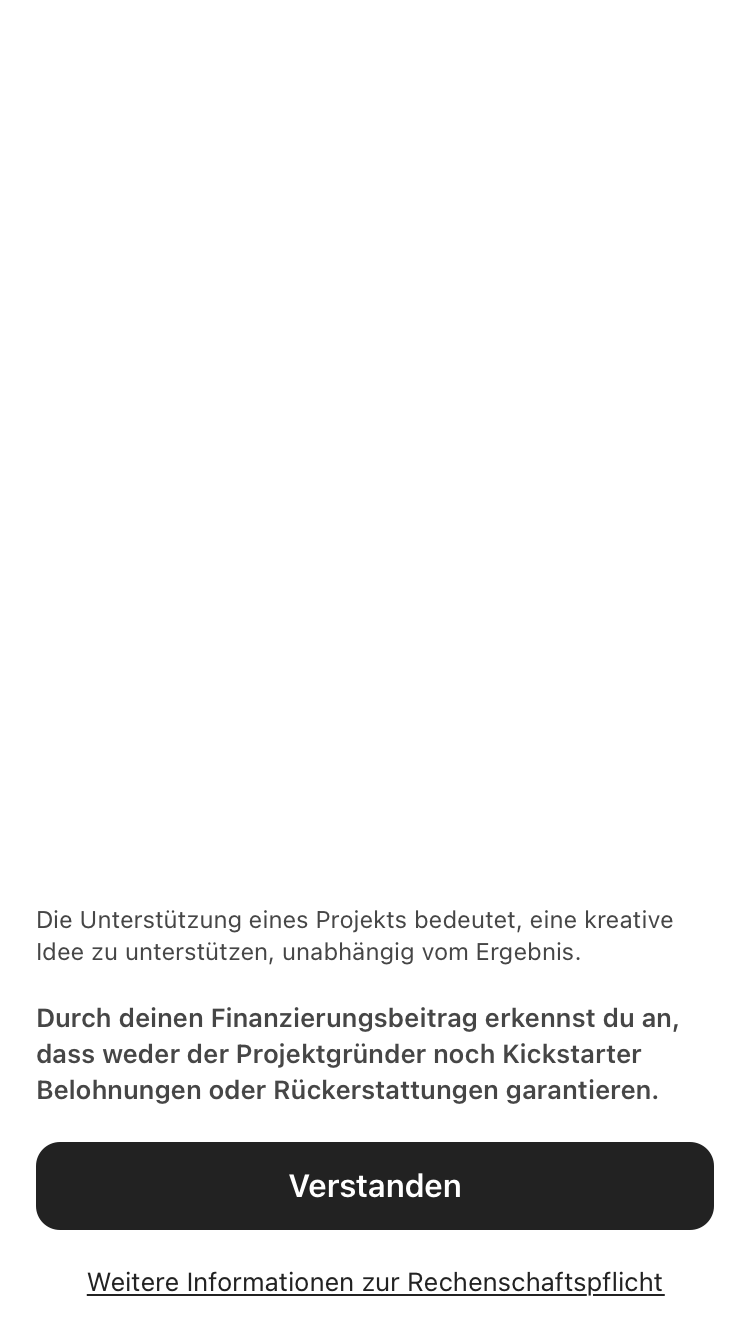 Die Unterstützung eines Projekts bedeutet, eine kreative
Idee zu unterstützen, unabhängig vom Ergebnis.
Durch deinen Finanzierungsbeitrag erkennst du an,
dass weder der Projektgründer noch Kickstarter
Belohnungen oder Rückerstattungen garantieren.
Verstanden
Weitere Informationen zur Rechenschaftspflicht